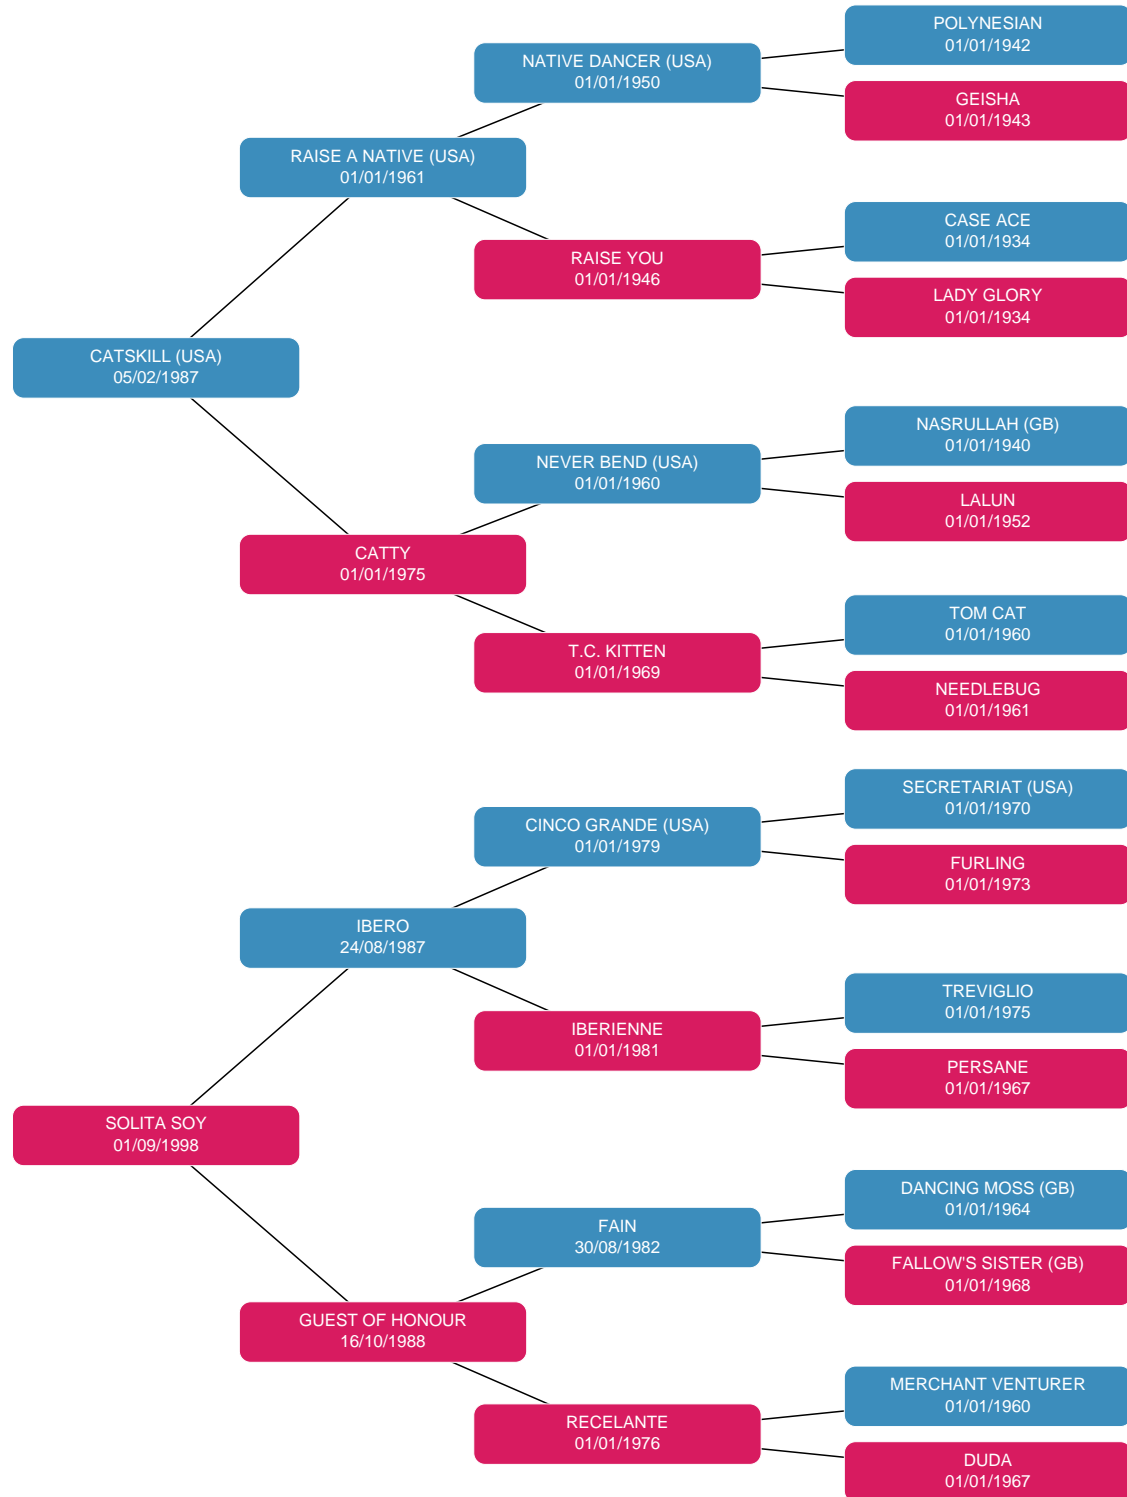 POLYNESIAN
01/01/1942
NATIVE DANCER (USA)
01/01/1950
GEISHA
01/01/1943
RAISE A NATIVE (USA)
01/01/1961
CASE ACE
01/01/1934
RAISE YOU
01/01/1946
LADY GLORY
01/01/1934
CATSKILL (USA)
05/02/1987
NASRULLAH (GB)
01/01/1940
NEVER BEND (USA)
01/01/1960
LALUN
01/01/1952
CATTY
01/01/1975
TOM CAT
01/01/1960
T.C. KITTEN
01/01/1969
NEEDLEBUG
01/01/1961
SECRETARIAT (USA)
01/01/1970
CINCO GRANDE (USA)
01/01/1979
FURLING
01/01/1973
IBERO
24/08/1987
TREVIGLIO
01/01/1975
IBERIENNE
01/01/1981
PERSANE
01/01/1967
SOLITA SOY
01/09/1998
DANCING MOSS (GB)
01/01/1964
FAIN
30/08/1982
FALLOW'S SISTER (GB)
01/01/1968
GUEST OF HONOUR
16/10/1988
MERCHANT VENTURER
01/01/1960
RECELANTE
01/01/1976
DUDA
01/01/1967